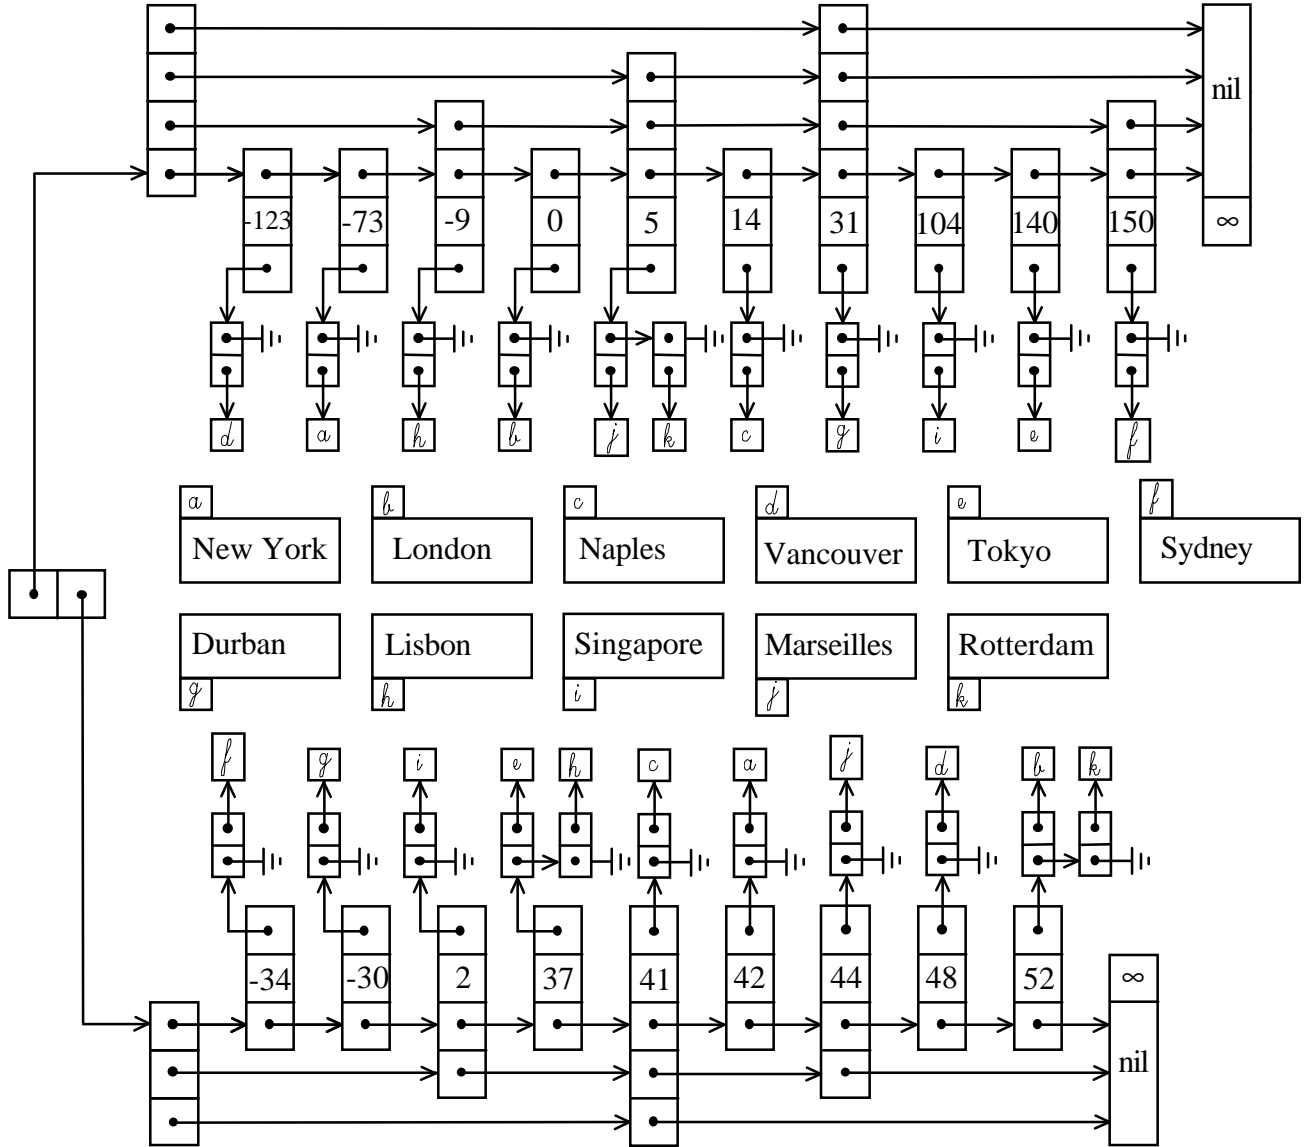 nil
-123 -73 -9 0 5 14 31 104 140 150 ∞
d a h b j k c g i e f
a b c d e f
New York London Naples Vancouver Tokyo Sydney
Durban Lisbon Singapore Marseilles Rotterdam
g h i j k
f g i e h c a j d b k
-34 -30 2 37 41 42 44 48 52 ∞
nil